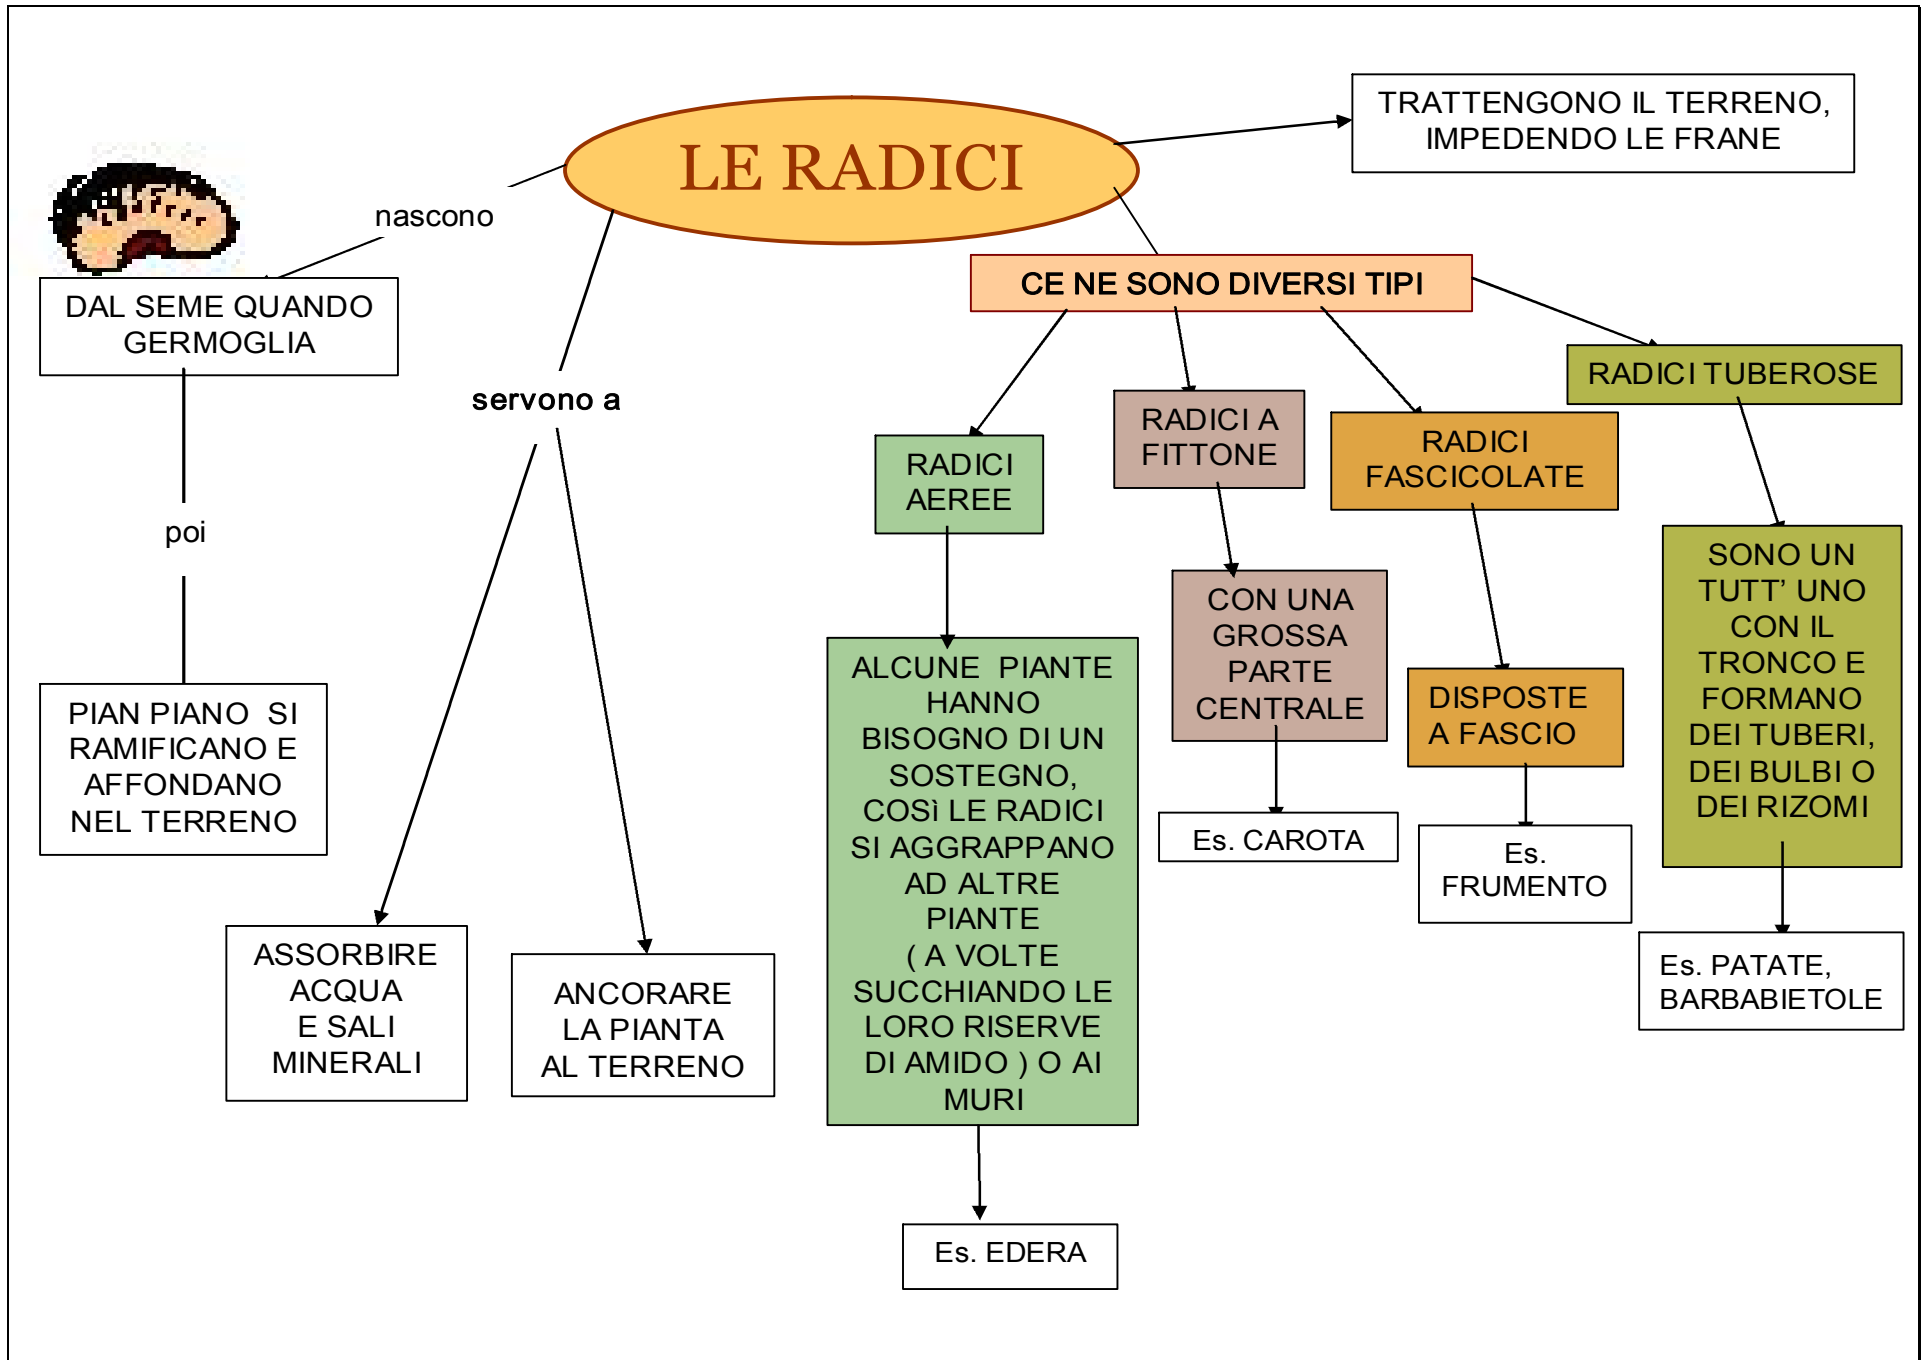 LE RADICI
TRATTENGONO IL TERRENO,
IMPEDENDO LE FRANE
nascono
DAL SEME QUANDO
GERMOGLIA
poi
PIAN PIANO SI
RAMIFICANO E
AFFONDANO
NEL TERRENO
servono a
ASSORBIRE
ACQUA
E SALI
MINERALI
ANCORARE
LA PIANTA
AL TERRENO
CE NE SONO DIVERSI TIPI
RADICI
AEREE
ALCUNE PIANTE
HANNO
BISOGNO DI UN
SOSTEGNO,
COSì LE RADICI
SI AGGRAPPANO
AD ALTRE
PIANTE
( A VOLTE
SUCCHIANDO LE
LORO RISERVE
DI AMIDO ) O AI
MURI
Es. EDERA
RADICI A
FITTONE
CON UNA
GROSSA
PARTE
CENTRALE
Es. CAROTA
RADICI
FASCICOLATE
DISPOSTE
A FASCIO
Es.
FRUMENTO
RADICI TUBEROSE
SONO UN
TUTT’ UNO
CON IL
TRONCO E
FORMANO
DEI TUBERI,
DEI BULBI O
DEI RIZOMI
Es. PATATE,
BARBABIETOLE